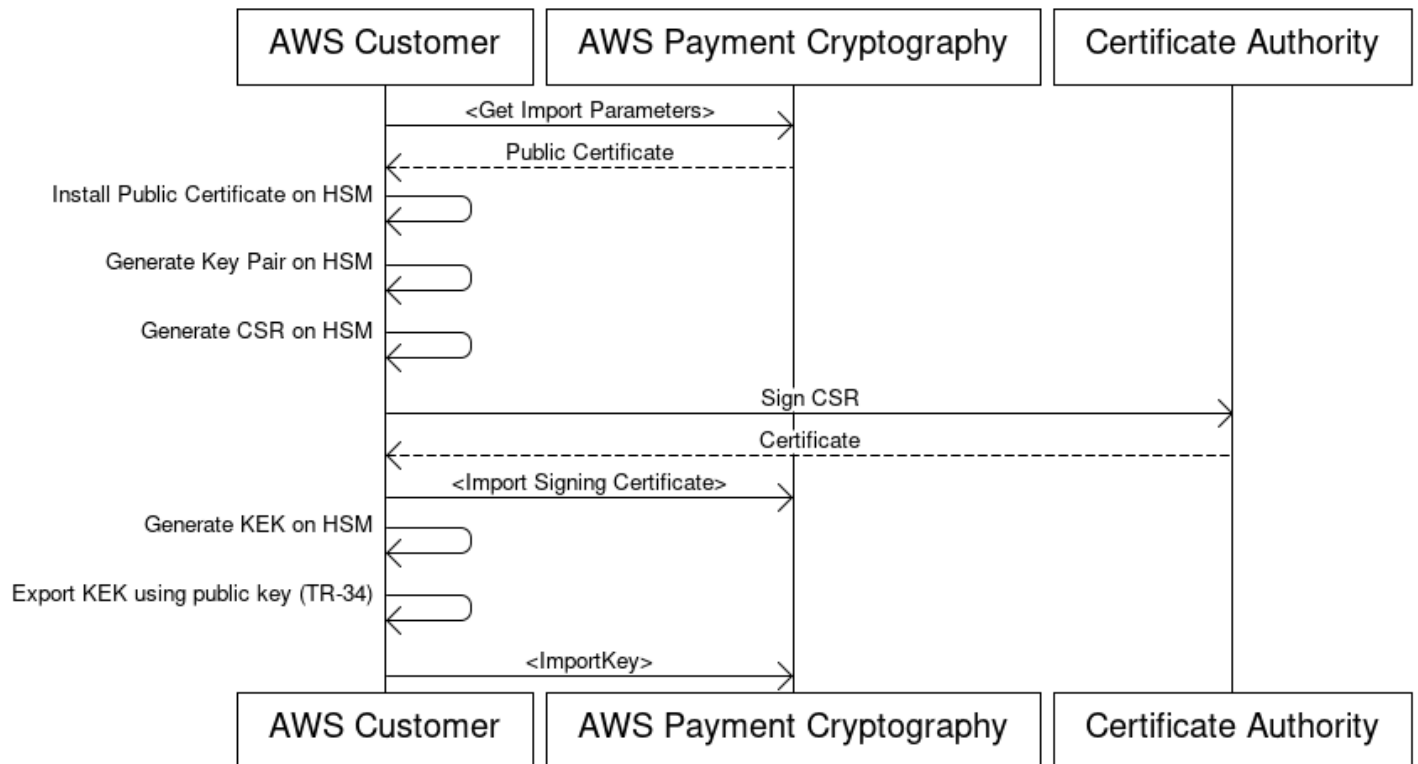 AWS Customer
AWS Payment Cryptography
Certificate Authority
<Get Import Parameters>
Public Certificate
Install Public Certificate on HSM
Generate Key Pair on HSM
Generate CSR on HSM
Sign CSR
Certificate
<Import Signing Certificate>
Generate KEK on HSM
Export KEK using public key (TR-34)
<ImportKey>
AWS Customer
AWS Payment Cryptography
Certificate Authority